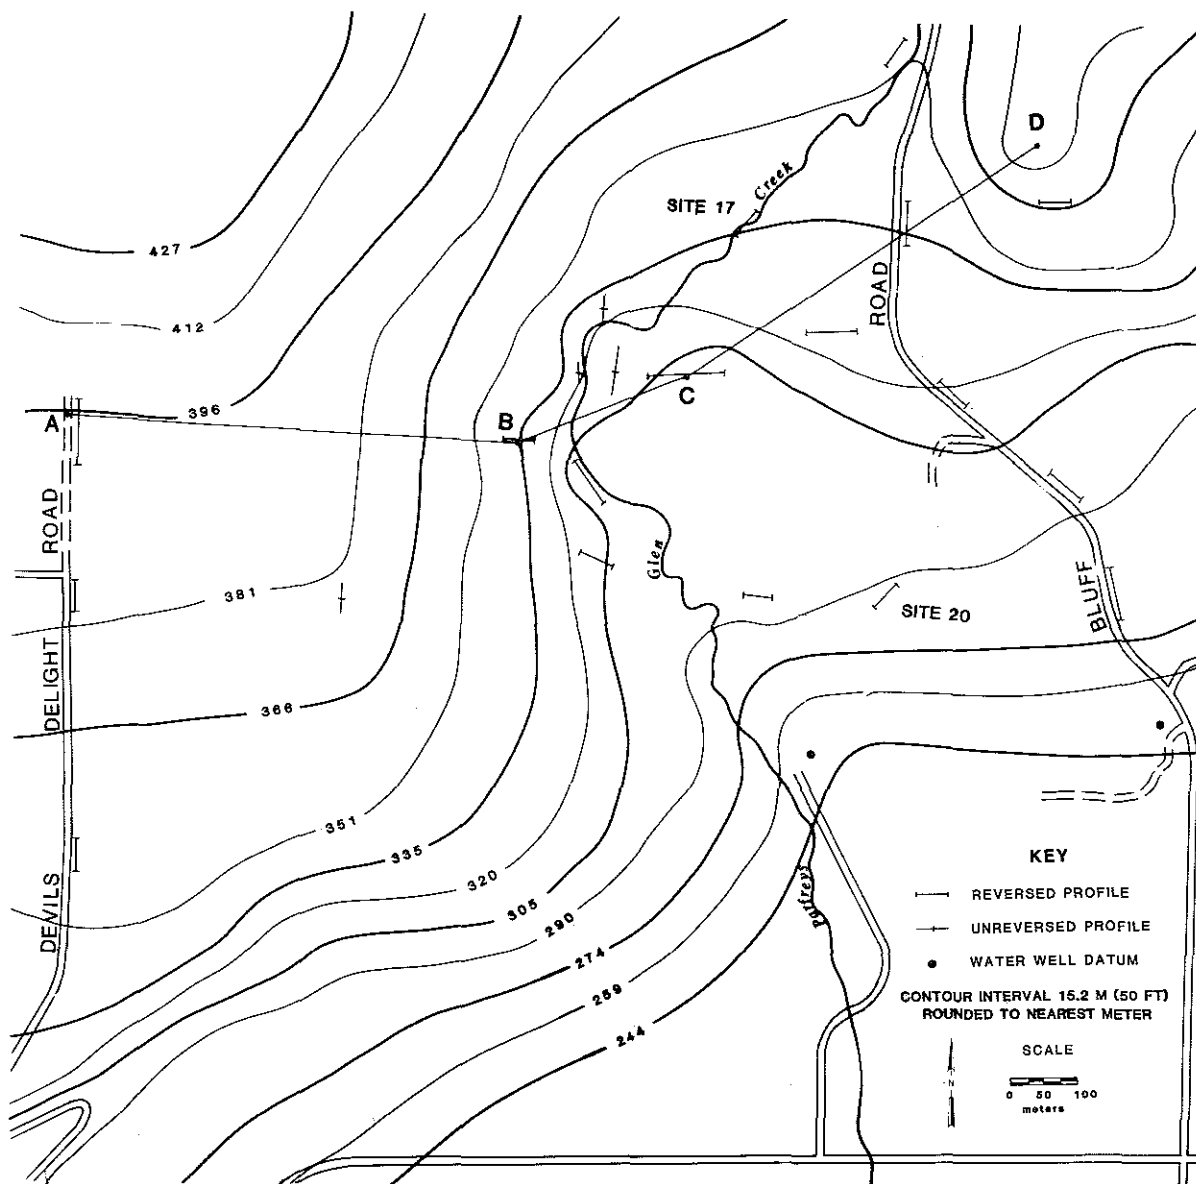 D
Creek
SITE 17
427
ROAD
412
C
396
A
B
ROAD
Glen
381
BLUFF
SITE 20
DELIGHT
366
351
335
KEY
320
REVERSED PROFILE
305
DEVILS
Parfreys
290
UNREVERSED PROFILE
274
WATER WELL DATUM
259
CONTOUR INTERVAL 15.2 M (50 FT)
ROUNDED TO NEAREST METER
244
SCALE
N
0 50 100
meters